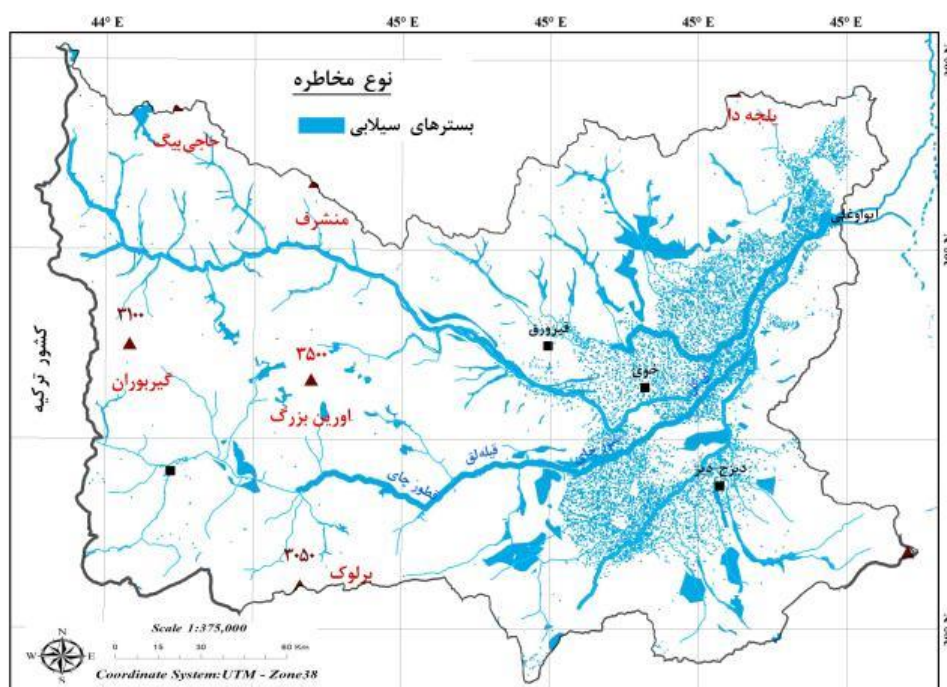 44° E
45° E
45° E
45° E
45° E
نوع مخاطره
بسترهای سیلابی
یلجه دا
حاجی‌بیگ
منشرف
ایواوغلی
۳۱۰۰
فیرورق
۳۵۰۰
خوی
گیربوران
کشور ترکیه
اورین بزرگ
قیله‌لق
قطور چای
دیزج دیز
۳۰۵۰
برلوک
Scale 1:375,000
0 15 30 60 Km
N
W E
S
Coordinate System:UTM - Zone38